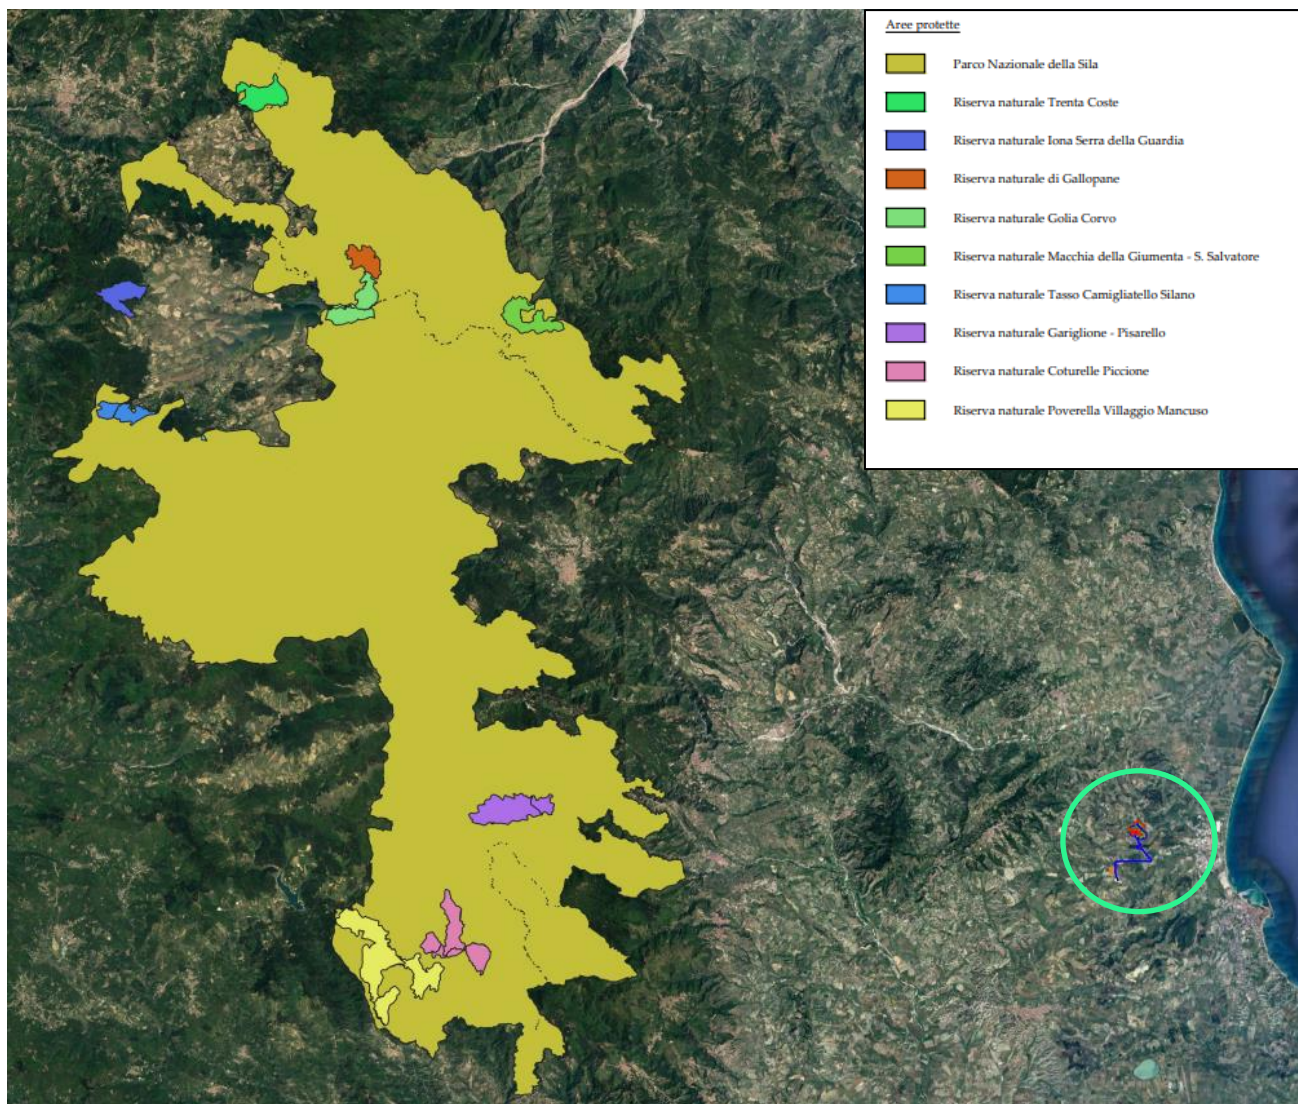 Aree protette
Parco Nazionale della Sila
Riserva naturale Trenta Coste
Riserva naturale Iona Serra della Guardia
Riserva naturale di Gallopane
Riserva naturale Golia Corvo
Riserva naturale Macchia della Giumenta - S. Salvatore
Riserva naturale Tasso Camigliatello Silano
Riserva naturale Gariglione - Pisarello
Riserva naturale Coturelle Piccione
Riserva naturale Poverella Villaggio Mancuso